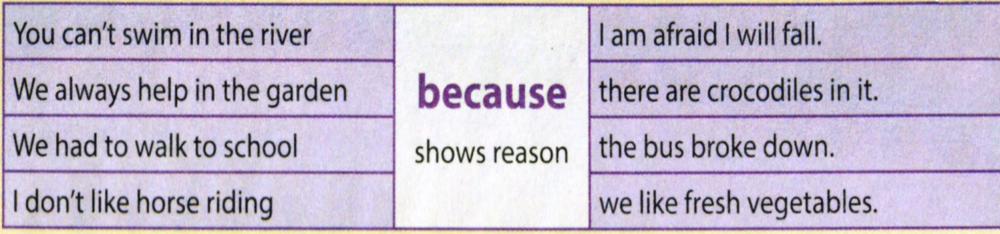 You can't swim in the river
We always help in the garden
We had to walk to school
I don't like horse riding
because
shows reason
I am afraid I will fall.
there are crocodiles in it.
the bus broke down.
we like fresh vegetables.